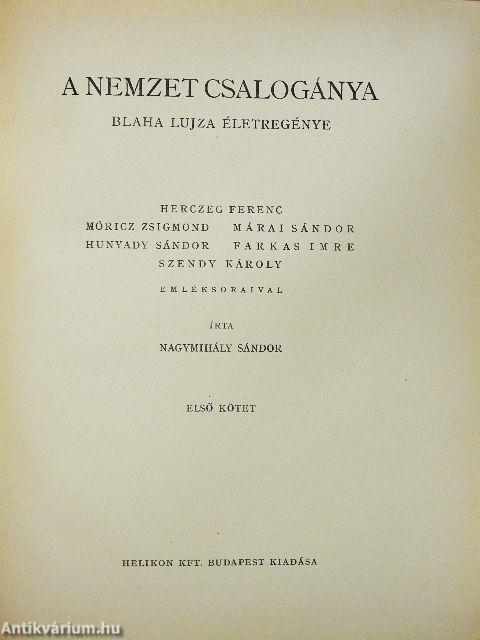 A NEMZET CSALOGÁNYA
BLAHA LUJZA ÉLETREGÉNYE
HERCZEG FERENC
MÓRICZ ZSIGMOND MÁRAI SÁNDOR
HUNYADY SÁNDOR FARKAS IMRE
SZENDY KÁROLY
EMLÉKSORAIVAL
ÍRTA
NAGYMIHÁLY SÁNDOR
ELSŐ KÖTET
HELIKON KFT. BUDAPEST KIADÁSA
Antikvárium.hu